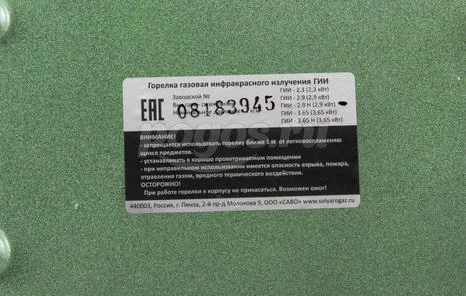 Горелка газовая инфракрасного излучения ГИИ
ЕАС
Заводской №
08183945
ГИИ - 2.3 (2,3 кВт)
ГИИ - 2.9 (2,9 кВт)
ГИИ - 2.9 Н (2,9 кВт)
ГИИ - 3.65 (3,65 кВт)
ГИИ - 3.65 Н (3,65 кВт)
ВНИМАНИЕ!
- запрещается использовать горелку ближе 1 м от легковоспламеняю
щихся предметов.
- устанавливать в хорошо проветриваемом помещении
- при неправильном использовании имеется опасность взрыва, пожара,
отравления газом, вредного термического воздействия.
ОСТОРОЖНО!
При работе горелки к корпусу не прикасаться. Возможен ожог!
440003, Россия, г. Пенза, 2-й пр-д Молокова 9, ООО «САВО» www.solyarogaz.ru